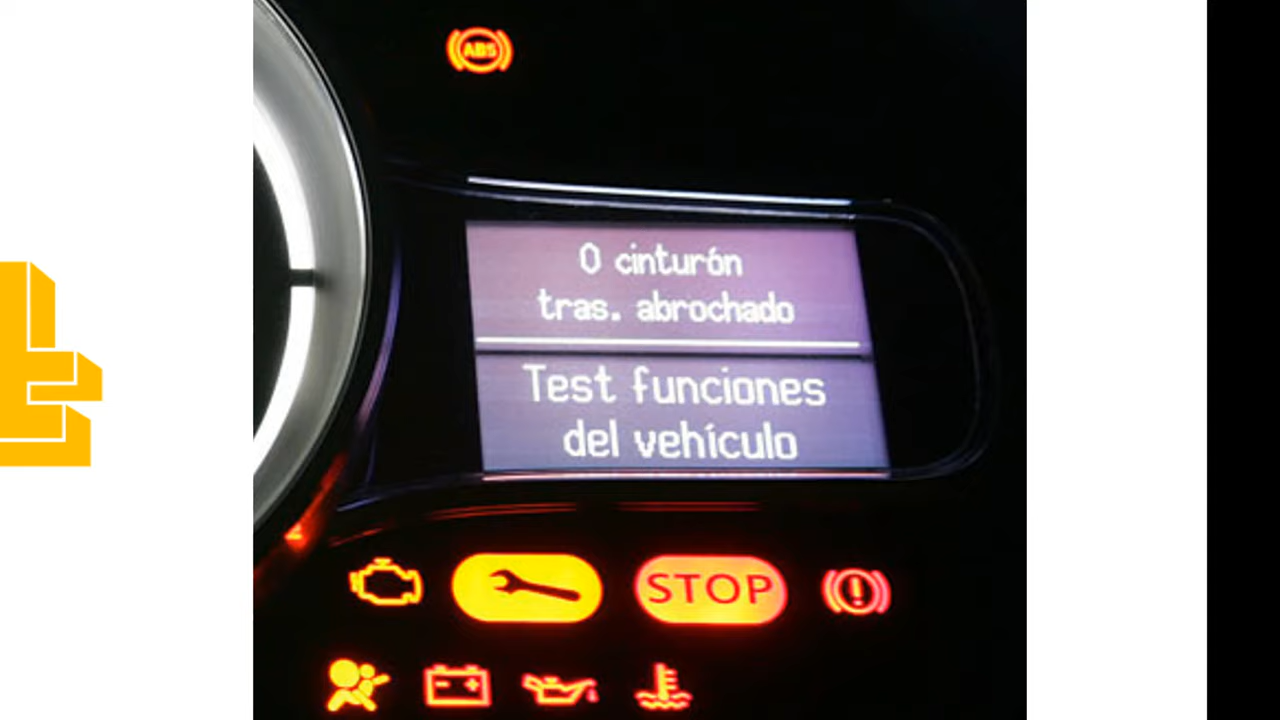 ABS
0 cinturón
tras. abrochado
Test funciones
del vehículo
STOP